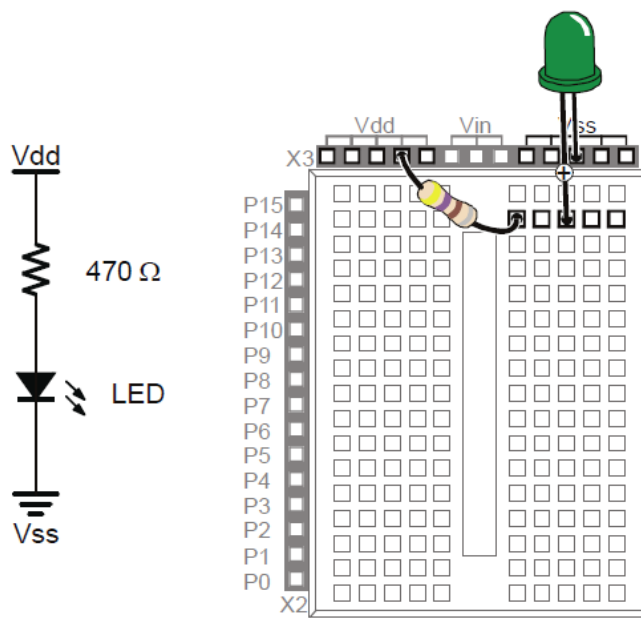 Vdd
470 Ω
LED
Vss
Vdd
Vin
Vss
X3
+
P15
P14
P13
P12
P11
P10
P9
P8
P7
P6
P5
P4
P3
P2
P1
P0
X2